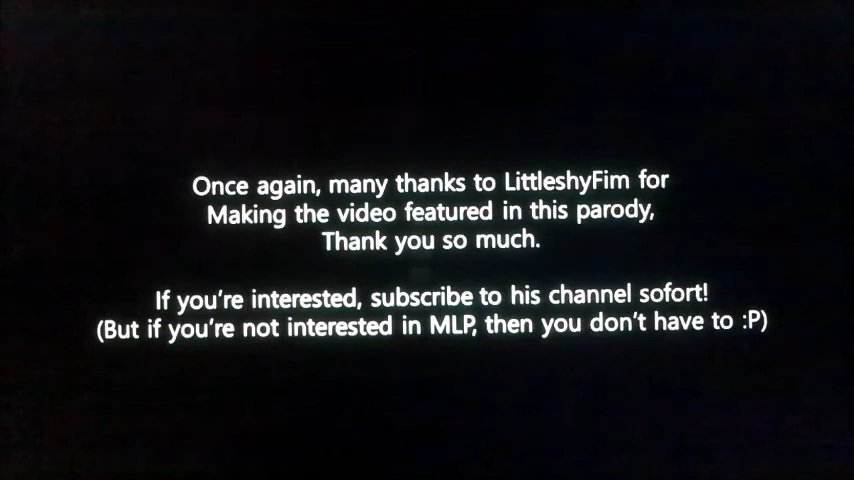 Once again, many thanks to LittleshyFim for
Making the video featured in this parody,
Thank you so much.
If you're interested, subscribe to his channel sofort!
(But if you're not interested in MLP, then you don't have to :P)